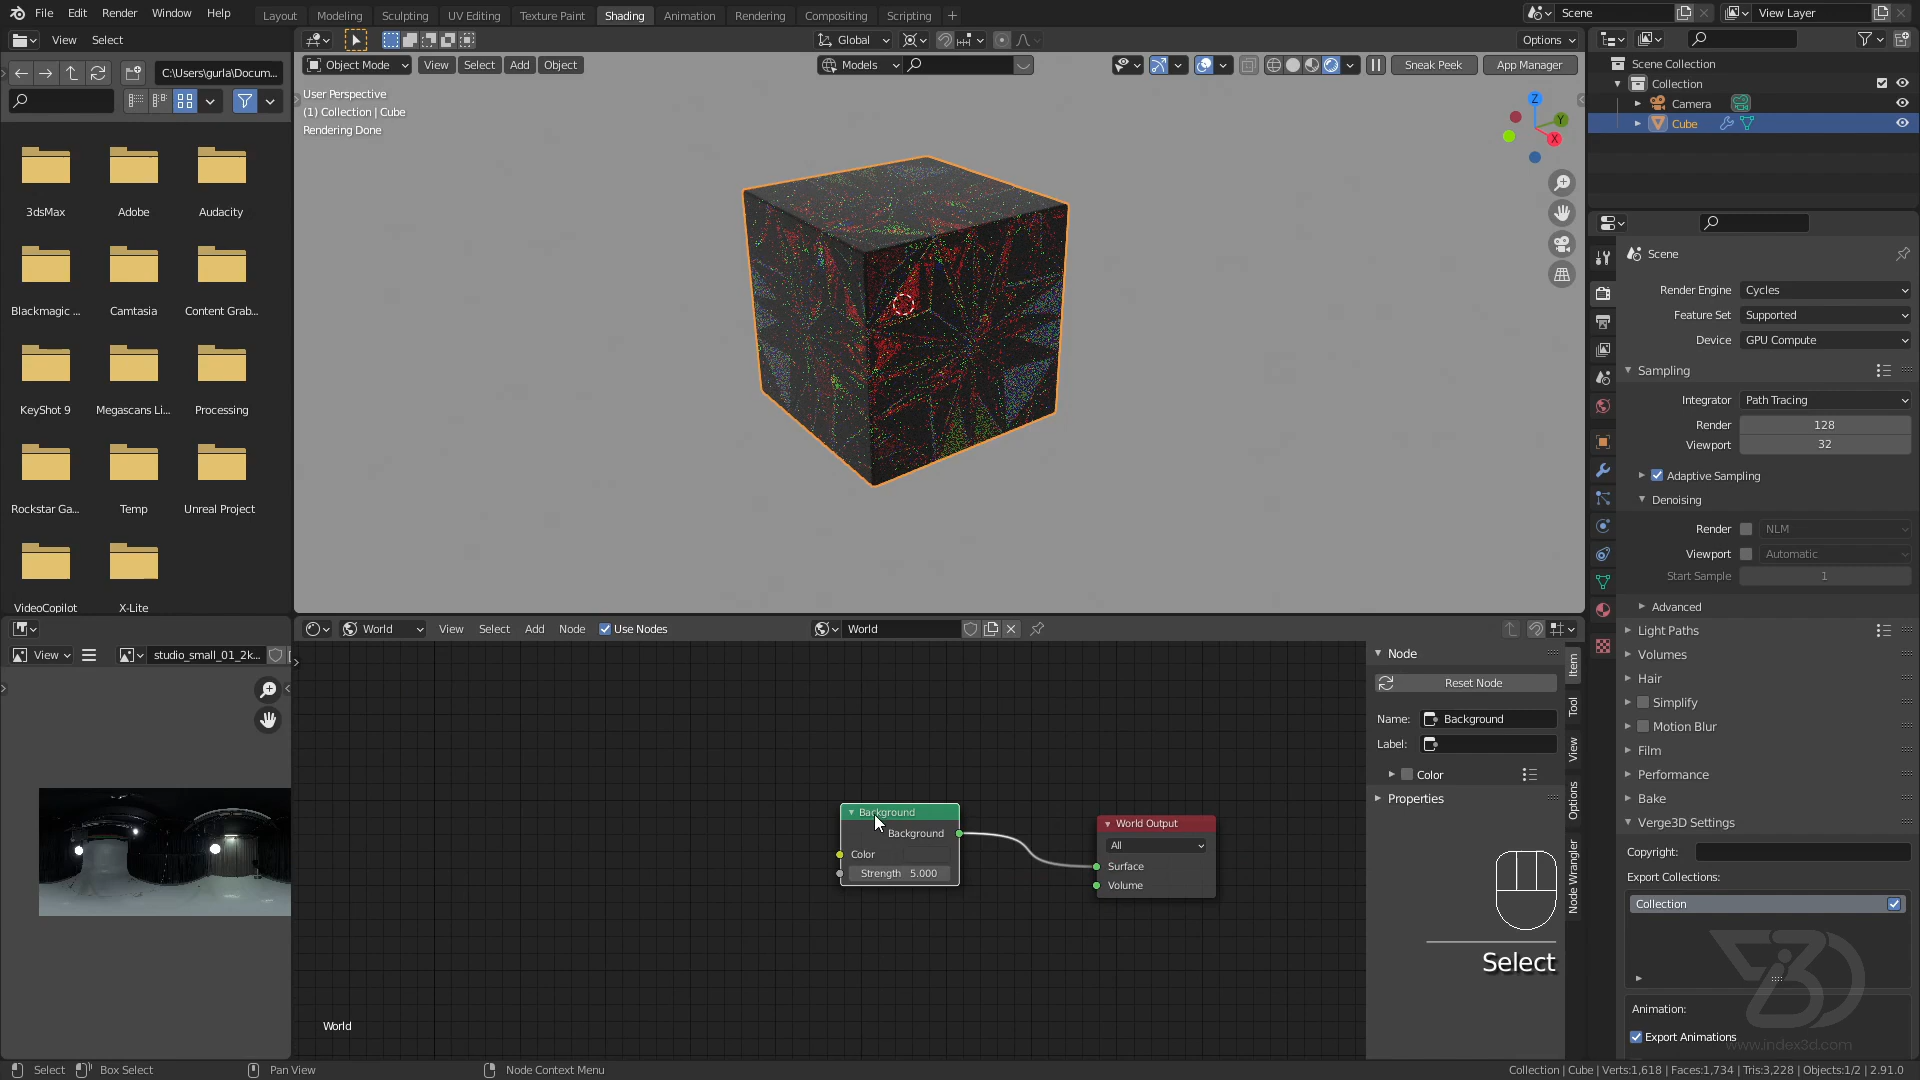 File Edit Render Window Help
Layout Modeling Sculpting UV Editing Texture Paint Shading Animation Rendering Compositing Scripting +
Scene
View Layer
View Select
Global
Options
C:\Users\gurla\Docum...
Object Mode View Select Add Object
Models
Sneak Peek App Manager
User Perspective
(1) Collection | Cube
Rendering Done
Z
Y
X
3dsMax Adobe Audacity
Blackmagic ... Camtasia Content Grab...
KeyShot 9 Megascans Li... Processing
Rockstar Ga... Temp Unreal Project
VideoCopilot X-Lite
Scene Collection
Collection
Camera
Cube
Scene
Render Engine Cycles
Feature Set Supported
Device GPU Compute
Sampling
Integrator Path Tracing
Render 128
Viewport 32
Adaptive Sampling
Denoising
Render NLM
Viewport Automatic
Start Sample 1
Advanced
Light Paths
Volumes
Hair
Simplify
Motion Blur
Film
Performance
Bake
Verge3D Settings
Copyright:
Export Collections:
Collection
Animation:
Export Animations
www.index3d.com
World View Select Add Node Use Nodes
World
View studio_small_01_2k...
Background
Background
Color
Strength 5.000
World Output
All
Surface
Volume
World
Node
Reset Node
Name: Background
Label:
Color
Properties
Item
Tool
View
Options
Node Wrangler
Select
Select Box Select Pan View Node Context Menu
Collection | Cube | Verts:1,618 | Faces:1,734 | Tris:3,228 | Objects:1/2 | 2.91.0